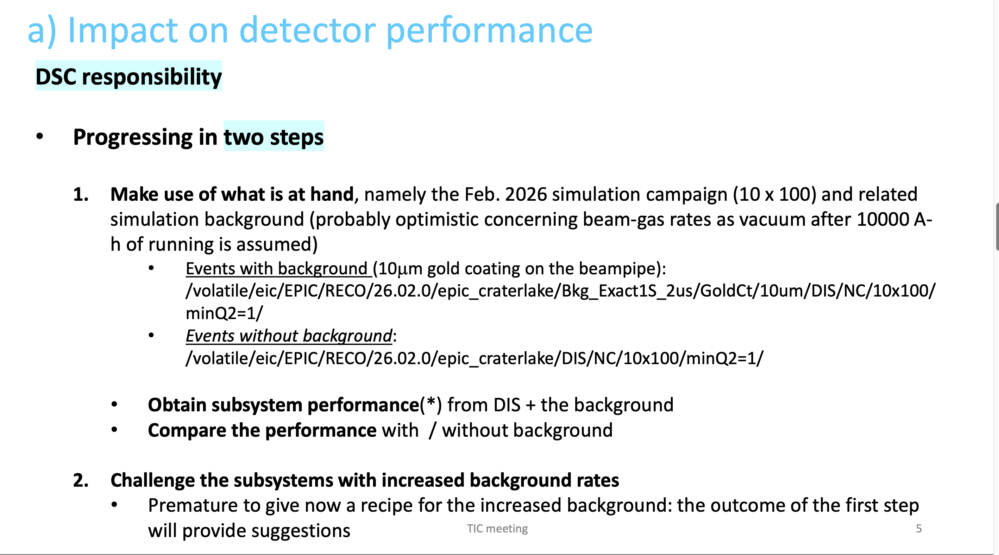 a) Impact on detector performance
DSC responsibility
• Progressing in two steps
1. Make use of what is at hand, namely the Feb. 2026 simulation campaign (10 x 100) and related
simulation background (probably optimistic concerning beam-gas rates as vacuum after 10000 A-
h of running is assumed)
• Events with background (10μm gold coating on the beampipe):
/volatile/eic/EPIC/RECO/26.02.0/epic_craterlake/Bkg_Exact1S_2us/GoldCt/10um/DIS/NC/10x100/
minQ2=1/
• Events without background:
/volatile/eic/EPIC/RECO/26.02.0/epic_craterlake/DIS/NC/10x100/minQ2=1/
• Obtain subsystem performance(*) from DIS + the background
• Compare the performance with / without background
2. Challenge the subsystems with increased background rates
• Premature to give now a recipe for the increased background: the outcome of the first step
will provide suggestions
TIC meeting
5